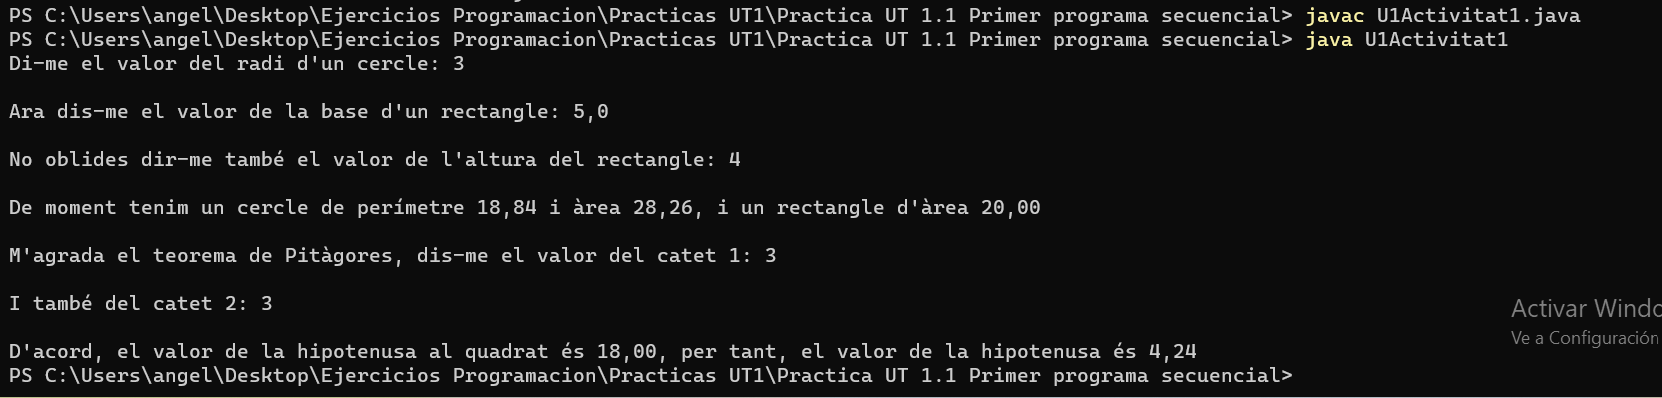 PS C:\Users\angel\Desktop\Ejercicios Programacion\Practicas UT1\Practica UT 1.1 Primer programa secuencial> javac U1Activitat1.java
PS C:\Users\angel\Desktop\Ejercicios Programacion\Practicas UT1\Practica UT 1.1 Primer programa secuencial> java U1Activitat1
Di-me el valor del radi d'un cercle: 3
Ara dis-me el valor de la base d'un rectangle: 5,0
No oblides dir-me també el valor de l'altura del rectangle: 4
De moment tenim un cercle de perímetre 18,84 i àrea 28,26, i un rectangle d'àrea 20,00
M'agrada el teorema de Pitàgores, dis-me el valor del catet 1: 3
I també del catet 2: 3
D'acord, el valor de la hipotenusa al quadrat és 18,00, per tant, el valor de la hipotenusa és 4,24
PS C:\Users\angel\Desktop\Ejercicios Programacion\Practicas UT1\Practica UT 1.1 Primer programa secuencial>
Activar Windo
Ve a Configuración